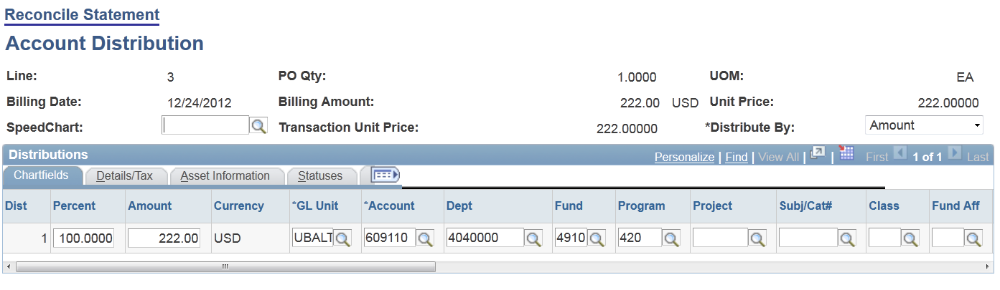 Reconcile Statement
Account Distribution
Line: 3 PO Qty: 1.0000 UOM: EA
Billing Date: 12/24/2012 Billing Amount: 222.00 USD Unit Price: 222.00000
SpeedChart: Transaction Unit Price: 222.00000 *Distribute By: Amount
Distributions Personalize | Find | View All | | First 1 of 1 Last
Chartfields Details/Tax Asset Information Statuses
Dist Percent Amount Currency *GL Unit *Account Dept Fund Program Project Subj/Cat# Class Fund Aff
1 100.0000 222.00 USD UBALT 609110 4040000 4910 420